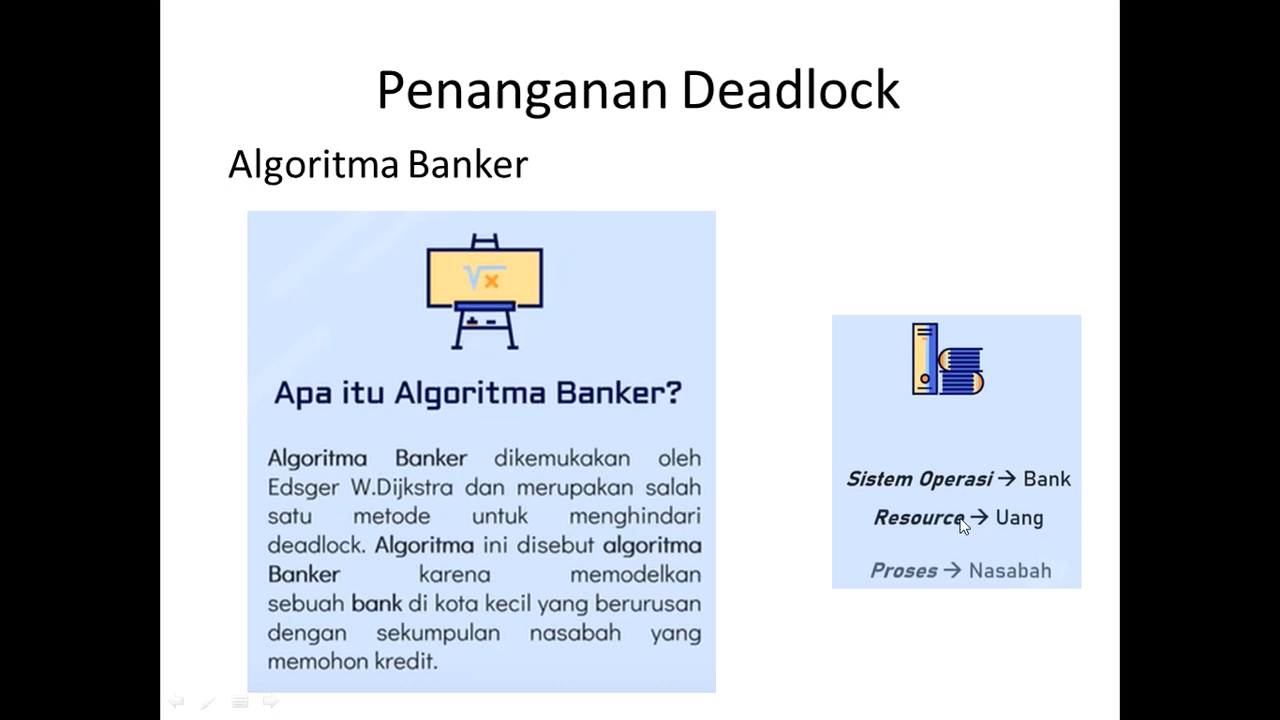 Penanganan Deadlock
Algoritma Banker
√x
Apa itu Algoritma Banker?
Algoritma Banker dikemukakan oleh
Edsger W.Dijkstra dan merupakan salah
satu metode untuk menghindari
deadlock. Algoritma ini disebut algoritma
Banker karena memodelkan
sebuah bank di kota kecil yang berurusan
dengan sekumpulan nasabah yang
memohon kredit.
Sistem Operasi → Bank
Resource → Uang
Proses → Nasabah